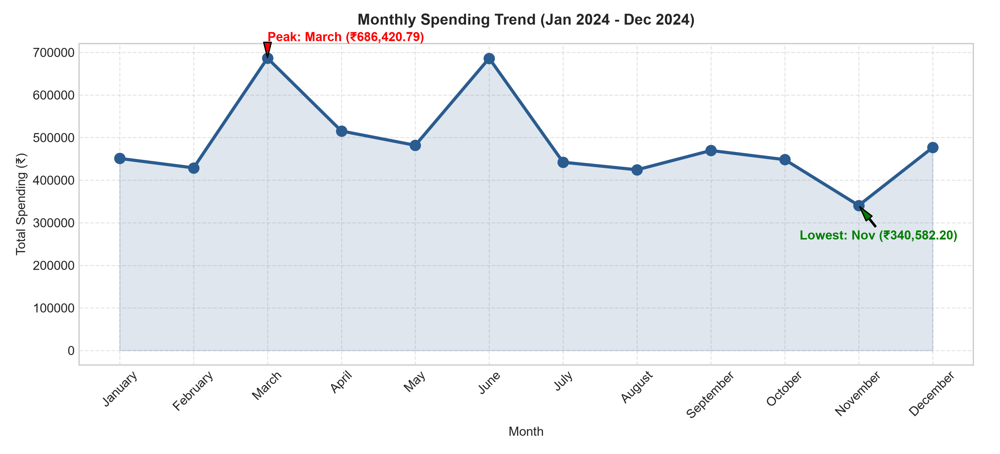 Monthly Spending Trend (Jan 2024 - Dec 2024)
Peak: March (₹686,420.79)
700000
600000
500000
400000
300000
200000
100000
0
Total Spending (₹)
Lowest: Nov (₹340,582.20)
January
February
March
April
May
June
July
August
September
October
November
December
Month